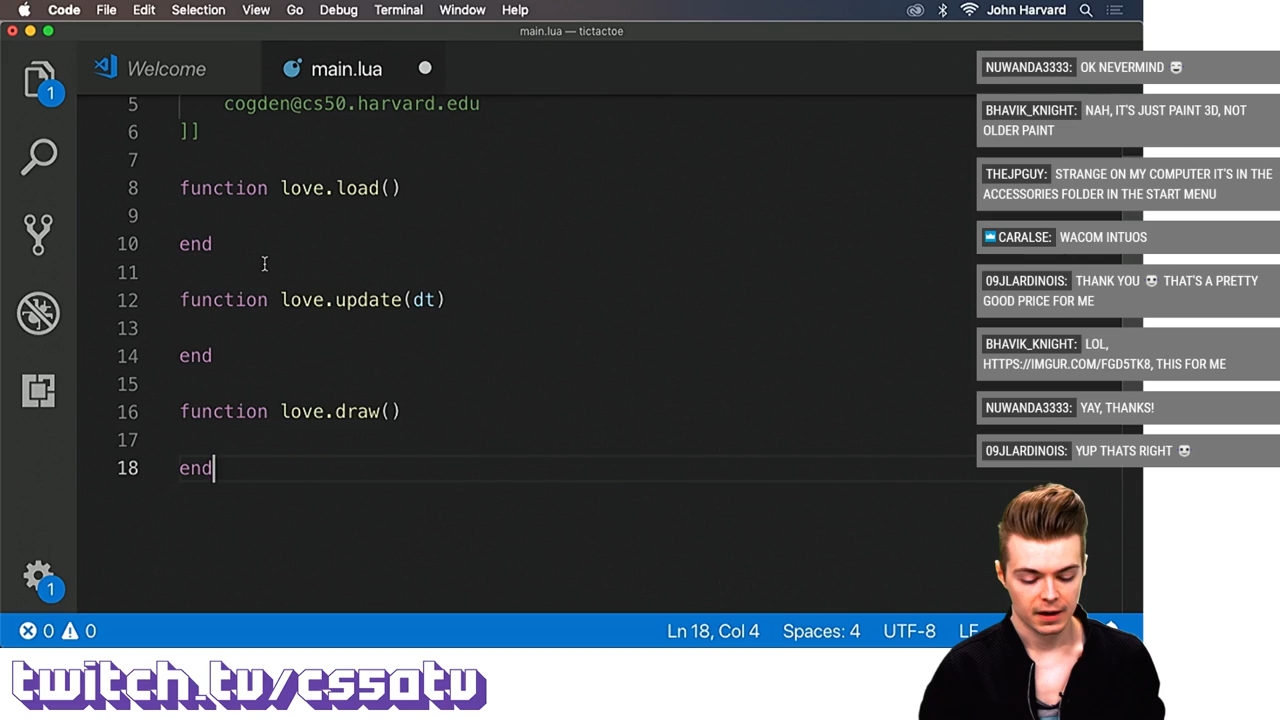 Code File Edit Selection View Go Debug Terminal Window Help John Harvard
main.lua — tictactoe
Welcome main.lua
1
5 cogden@cs50.harvard.edu
6 ]]
7
8 function love.load()
9
10 end
11
12 function love.update(dt)
13
14 end
15
16 function love.draw()
17
18 end
1
0 0 Ln 18, Col 4 Spaces: 4 UTF-8 LF
NUWANDA3333: OK NEVERMIND
BHAVIK_KNIGHT: NAH, IT'S JUST PAINT 3D, NOT
OLDER PAINT
THEJPGUY: STRANGE ON MY COMPUTER IT'S IN THE
ACCESSORIES FOLDER IN THE START MENU
CARALSE: WACOM INTUOS
09JLARDINOIS: THANK YOU THAT'S A PRETTY
GOOD PRICE FOR ME
BHAVIK_KNIGHT: LOL,
HTTPS://IMGUR.COM/FGD5TK8, THIS FOR ME
NUWANDA3333: YAY, THANKS!
09JLARDINOIS: YUP THATS RIGHT
twitch.tv/cs50tv